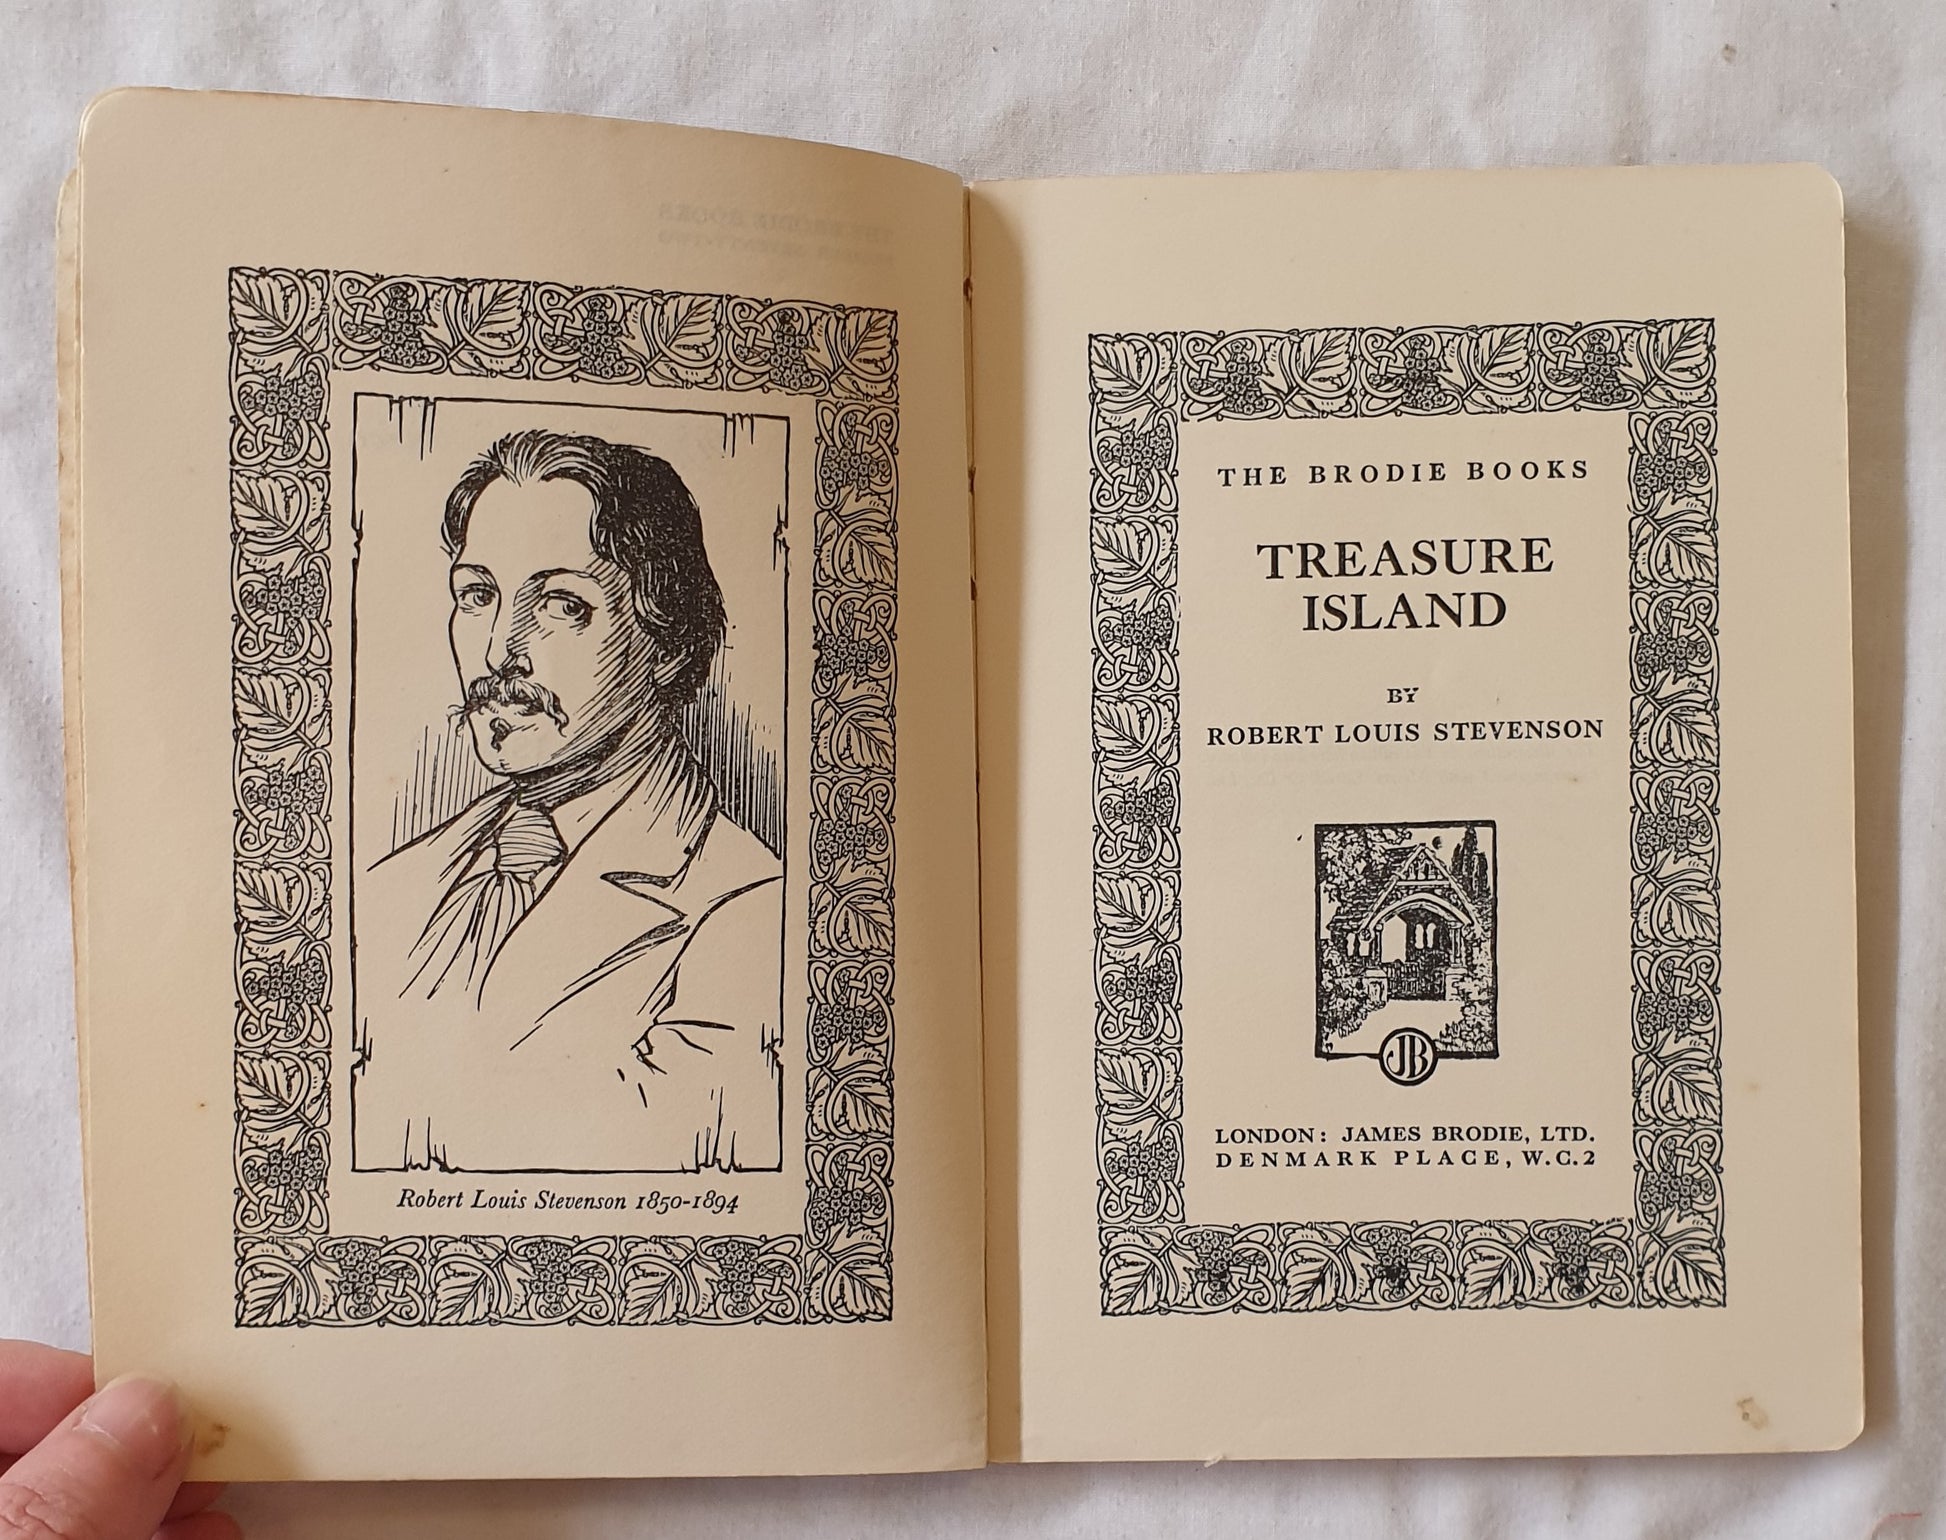 Robert Louis Stevenson 1850-1894
THE BRODIE BOOKS
TREASURE
ISLAND
BY
ROBERT LOUIS STEVENSON
JB
LONDON: JAMES BRODIE, LTD.
DENMARK PLACE, W.C.2